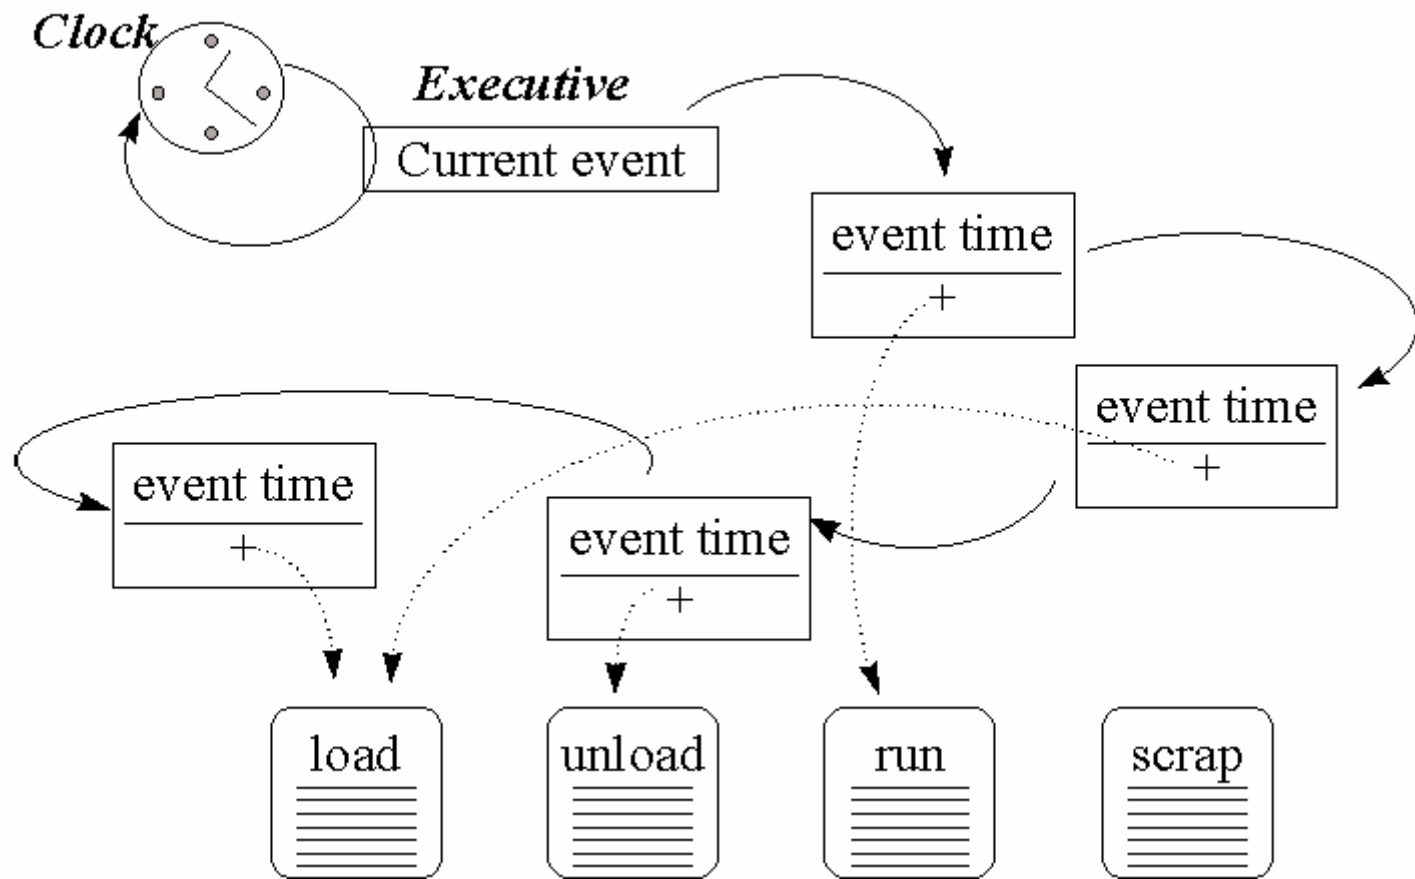 Clock
Executive
Current event
event time
+
event time
+
event time
+
event time
+
load
unload
run
scrap